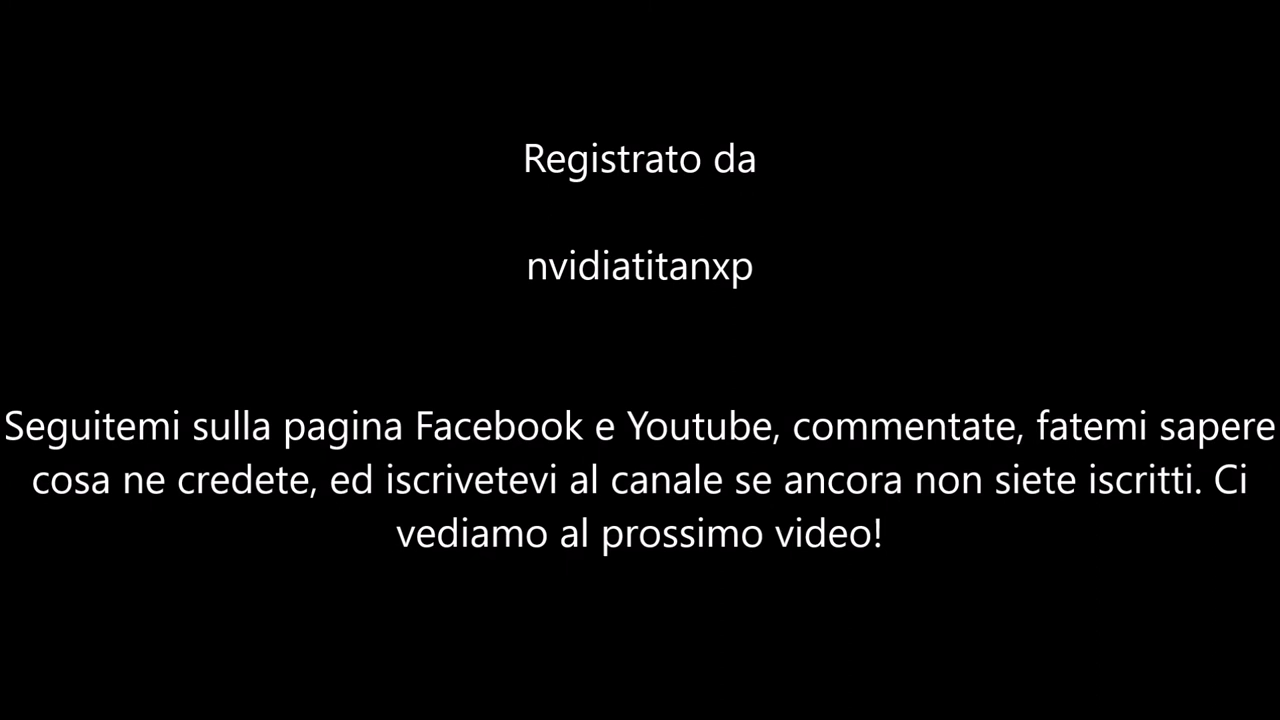 Registrato da
nvidiatitanxp
Seguitemi sulla pagina Facebook e Youtube, commentate, fatemi sapere
cosa ne credete, ed iscrivetevi al canale se ancora non siete iscritti. Ci
vediamo al prossimo video!